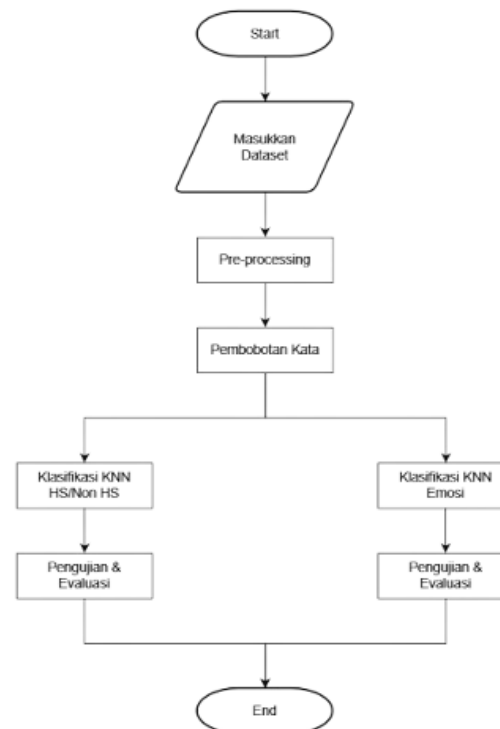 Start
Masukkan
Dataset
Pre-processing
Pembobotan Kata
Klasifikasi KNN
HS/Non HS
Klasifikasi KNN
Emosi
Pengujian &
Evaluasi
Pengujian &
Evaluasi
End